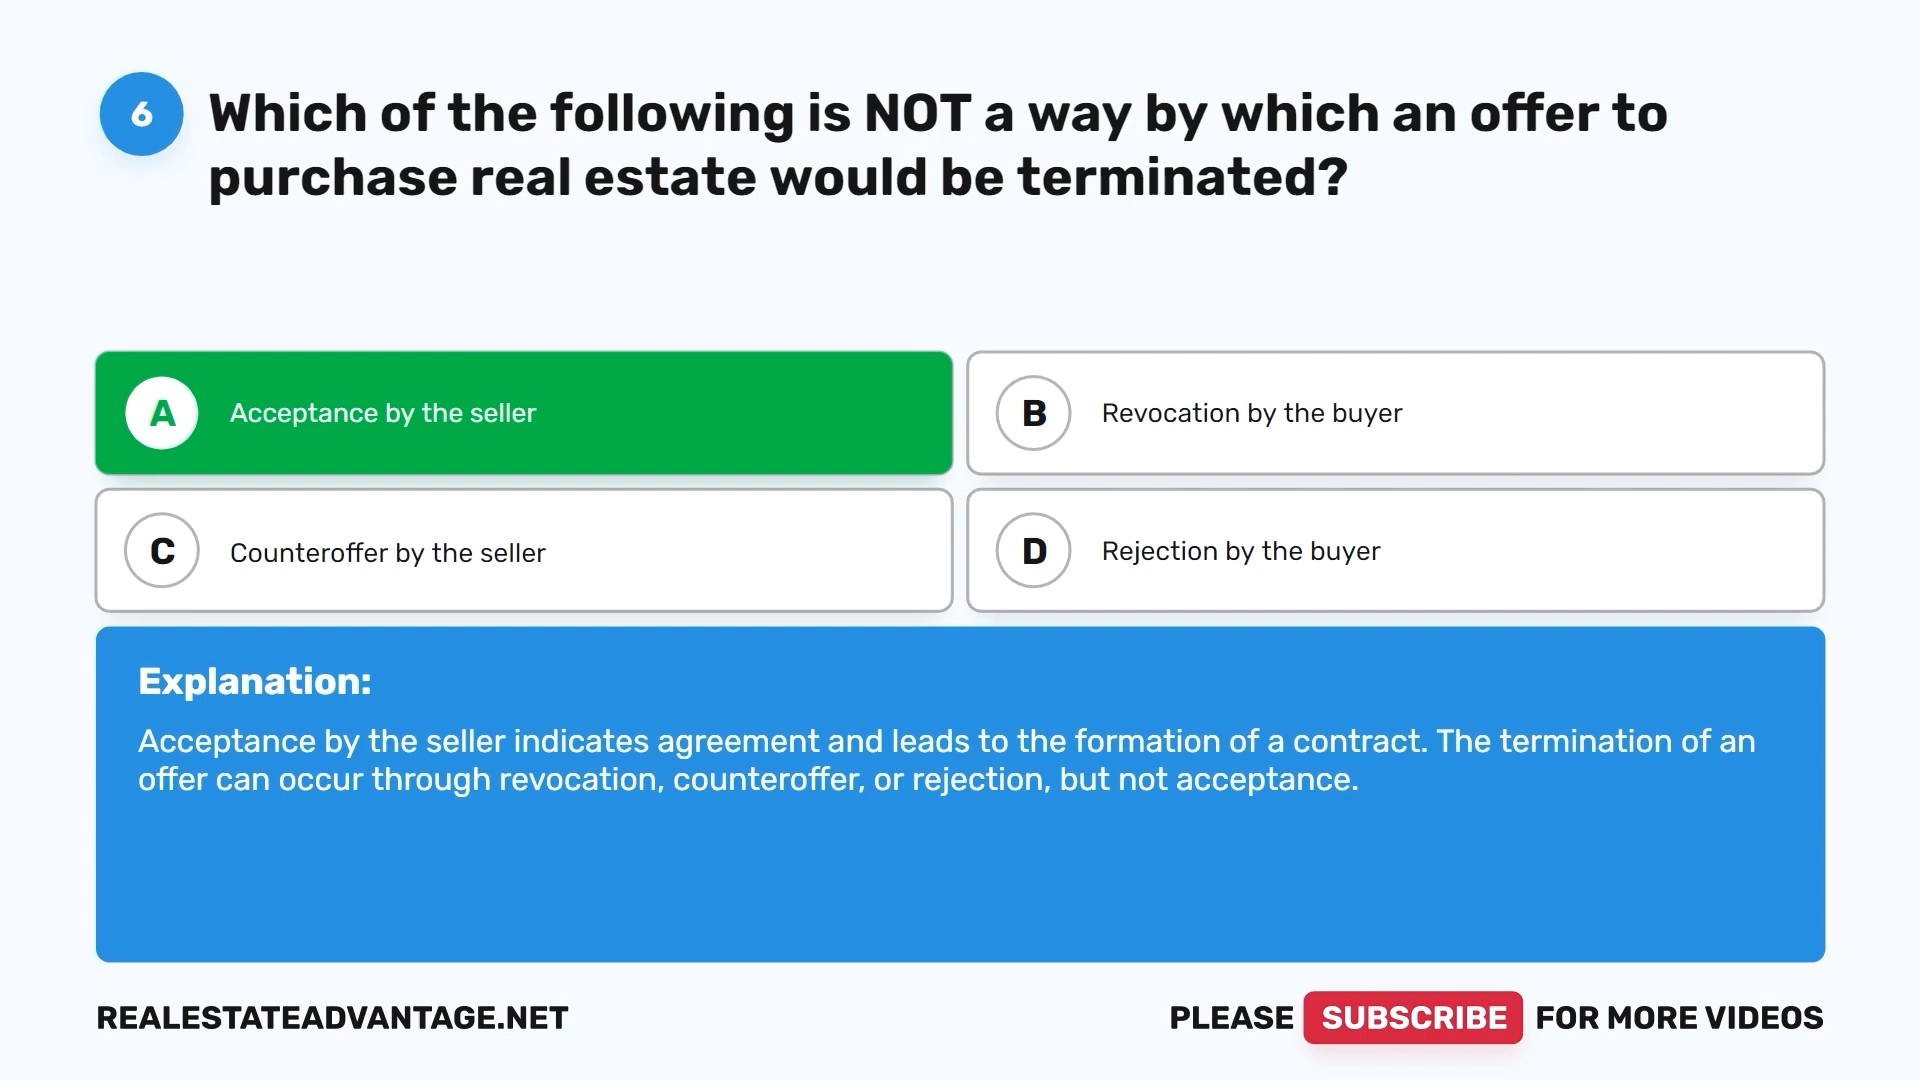 6
Which of the following is NOT a way by which an offer to
purchase real estate would be terminated?
A Acceptance by the seller
B Revocation by the buyer
C Counteroffer by the seller
D Rejection by the buyer
Explanation:
Acceptance by the seller indicates agreement and leads to the formation of a contract. The termination of an
offer can occur through revocation, counteroffer, or rejection, but not acceptance.
REALESTATEADVANTAGE.NET
PLEASE SUBSCRIBE FOR MORE VIDEOS